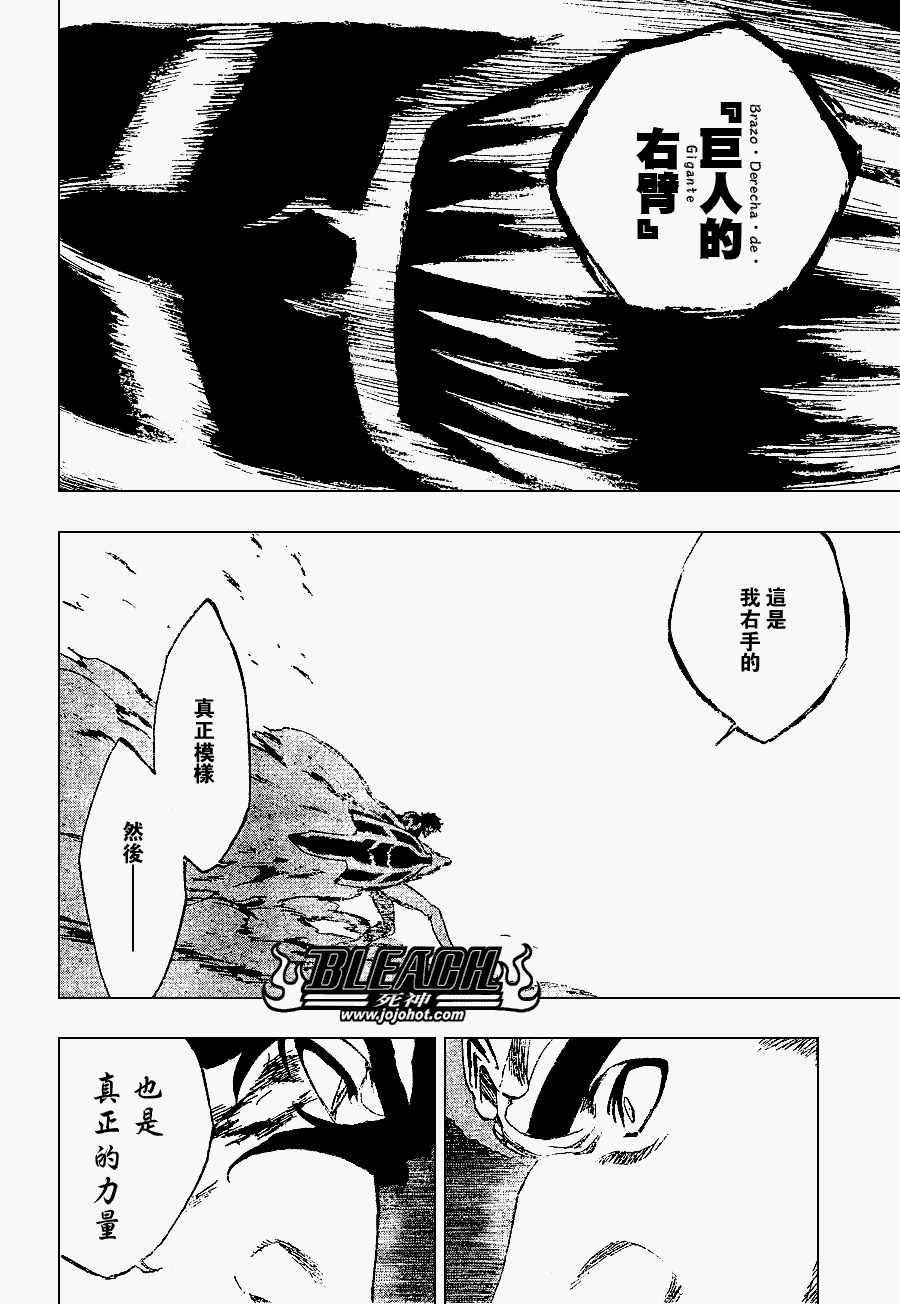 『巨人的
右臂』
Brazo・Derecha・de・
Gigante
這是
我右手的
真正模樣
然後──
BLEACH
死神
www.jojohot.com
也是
真正的力量